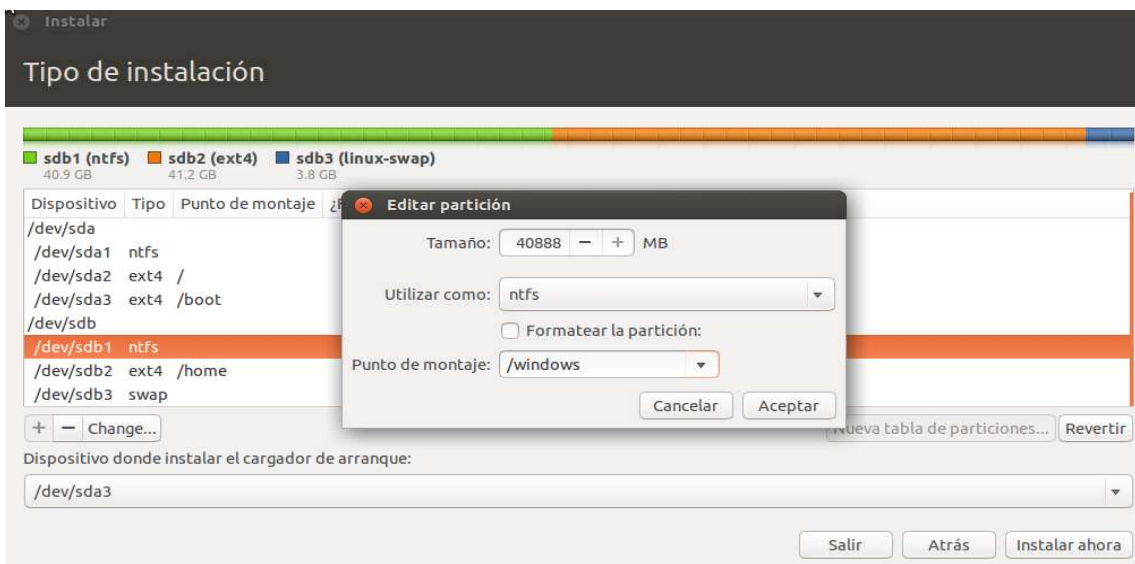 Instalar
Tipo de instalación
sdb1 (ntfs) sdb2 (ext4) sdb3 (linux-swap)
40.9 GB 41.2 GB 3.8 GB
Dispositivo Tipo Punto de montaje
/dev/sda
/dev/sda1 ntfs
/dev/sda2 ext4 /
/dev/sda3 ext4 /boot
/dev/sdb
/dev/sdb1 ntfs
/dev/sdb2 ext4 /home
/dev/sdb3 swap
Editar partición
Tamaño: 40888 − + MB
Utilizar como: ntfs
Formatear la partición:
Punto de montaje: /windows
Cancelar Aceptar
+ − Change... Nueva tabla de particiones... Revertir
Dispositivo donde instalar el cargador de arranque:
/dev/sda3
Salir Atrás Instalar ahora